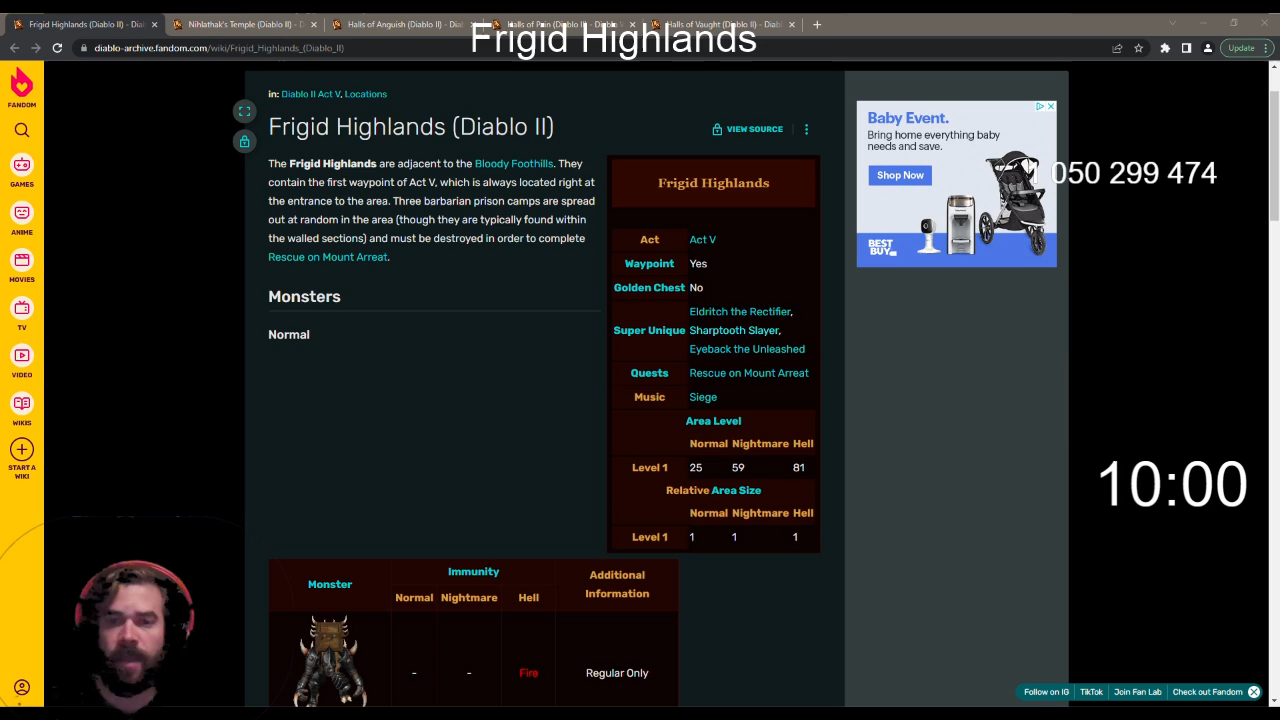 Frigid Highlands (Diablo II) - Diab
Nihlathak's Temple (Diablo II) - D
Halls of Anguish (Diablo II) - Diab
Halls of Pain (Diablo II) - Diablo
Halls of Vaught (Diablo II) - Diabl
Frigid Highlands
diablo-archive.fandom.com/wiki/Frigid_Highlands_(Diablo_II)
Update
FANDOM
GAMES
ANIME
MOVIES
TV
VIDEO
WIKIS
START A
WIKI
in: Diablo II Act V, Locations
Frigid Highlands (Diablo II)
VIEW SOURCE
The Frigid Highlands are adjacent to the Bloody Foothills. They
contain the first waypoint of Act V, which is always located right at
the entrance to the area. Three barbarian prison camps are spread
out at random in the area (though they are typically found within
the walled sections) and must be destroyed in order to complete
Rescue on Mount Arreat.
Monsters
Normal
Frigid Highlands
Act Act V
Waypoint Yes
Golden Chest No
Super Unique Eldritch the Rectifier,
Sharptooth Slayer,
Eyeback the Unleashed
Quests Rescue on Mount Arreat
Music Siege
Area Level
Normal Nightmare Hell
Level 1 25 59 81
Relative Area Size
Normal Nightmare Hell
Level 1 1 1 1
Monster Immunity Additional
Information
Normal Nightmare Hell
- - Fire Regular Only
Baby Event.
Bring home everything baby
needs and save.
Shop Now
BEST
BUY
1 050 299 474
10:00
Follow on IG
TikTok
Join Fan Lab
Check out Fandom